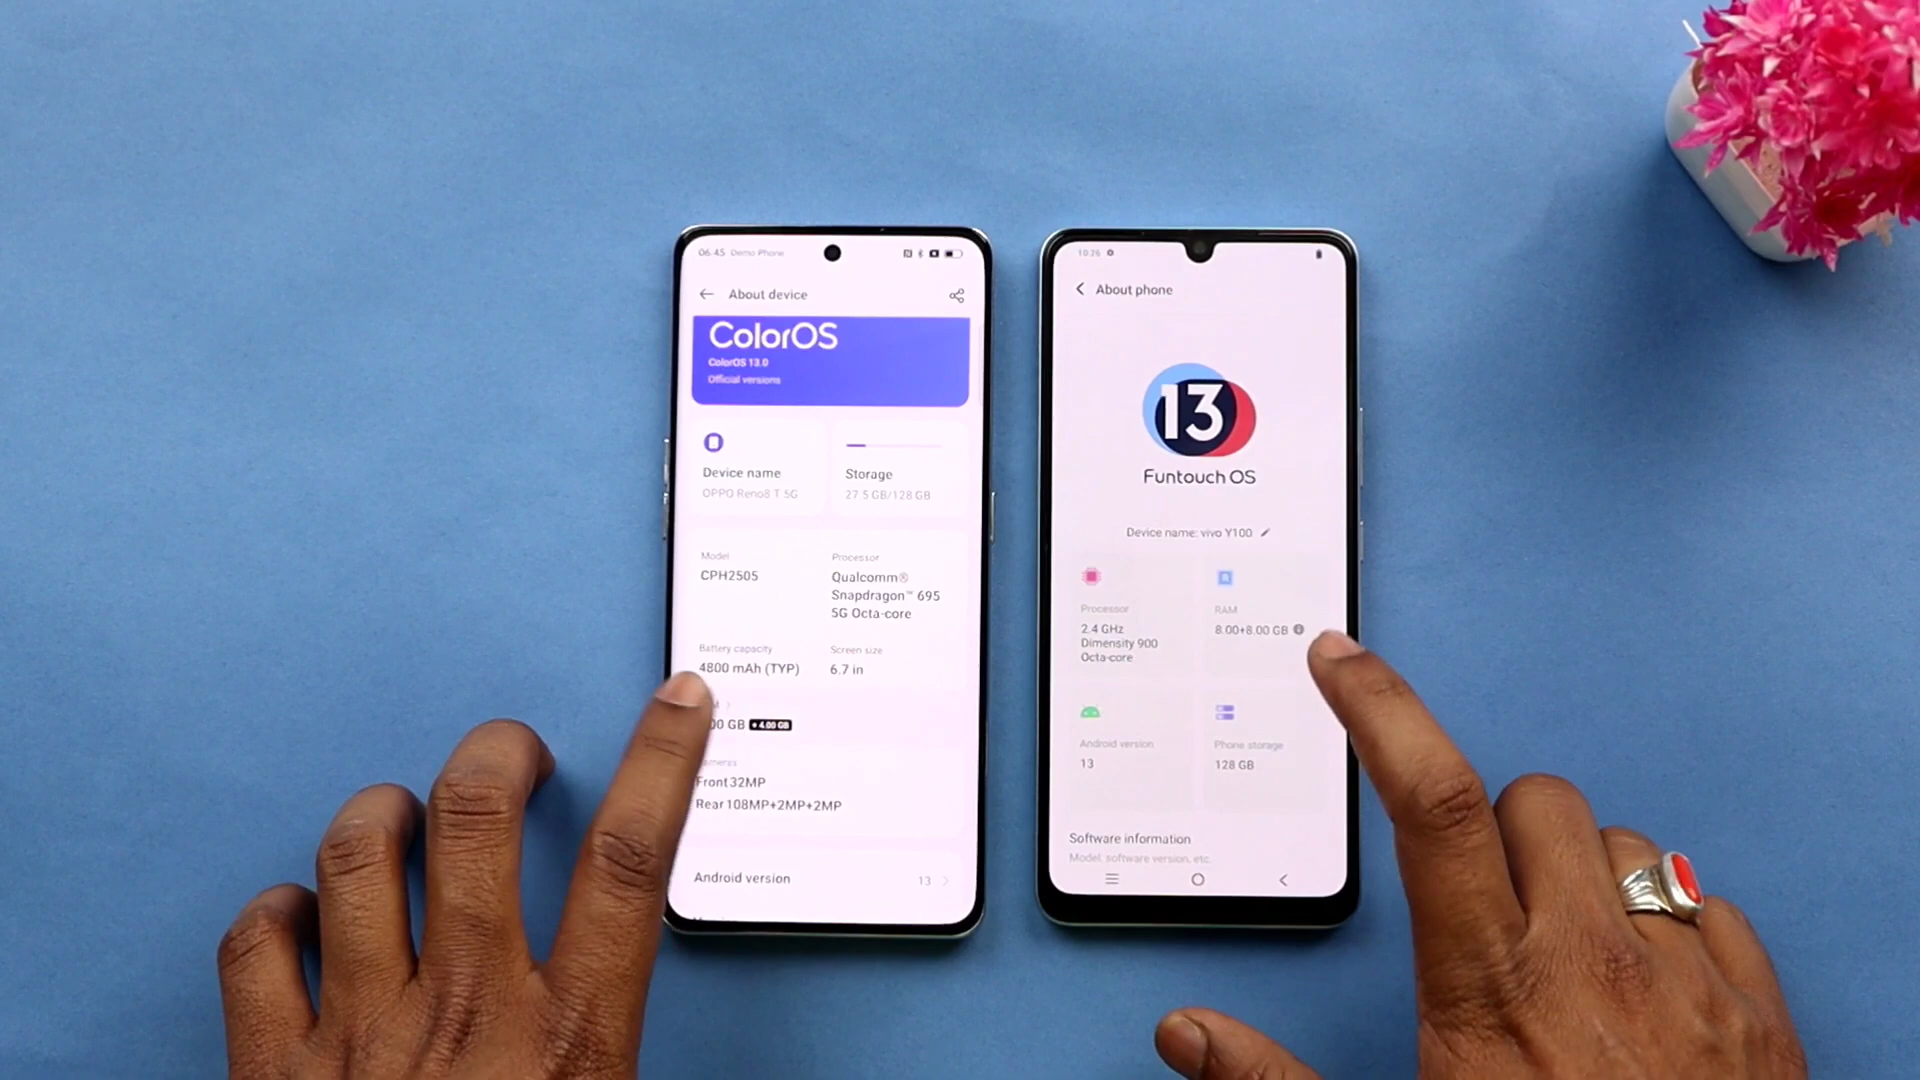 06.45 Demo Phone
About device
ColorOS
ColorOS 13.0
Official versions
Device name
OPPO Reno8 T 5G
Storage
27.5 GB/128 GB
Model
CPH2505
Processor
Qualcomm®
Snapdragon™ 695
5G Octa-core
Battery capacity
4800 mAh (TYP)
Screen size
6.7 in
00 GB + 4.00 GB
Front 32MP
Rear 108MP+2MP+2MP
Android version
13
10:26
About phone
13
Funtouch OS
Device name: vivo Y100
Processor
2.4 GHz
Dimensity 900
Octa-core
RAM
8.00+8.00 GB
Android version
13
Phone storage
128 GB
Software information
Model, software version, etc.